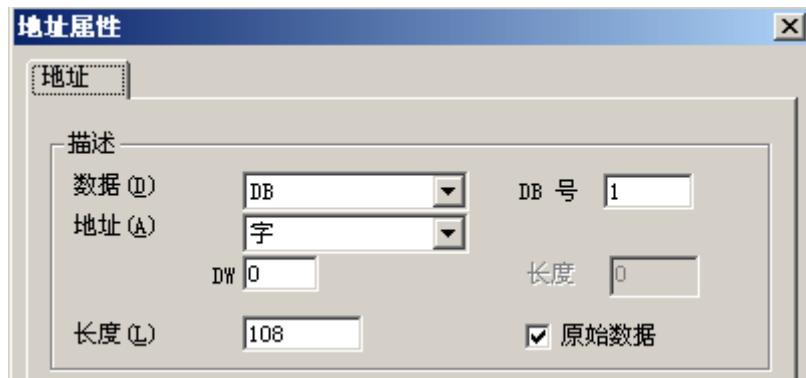 地址属性
地址
描述
数据(D) DB DB 号 1
地址(A) 字
DW 0 长度 0
长度(L) 108 原始数据